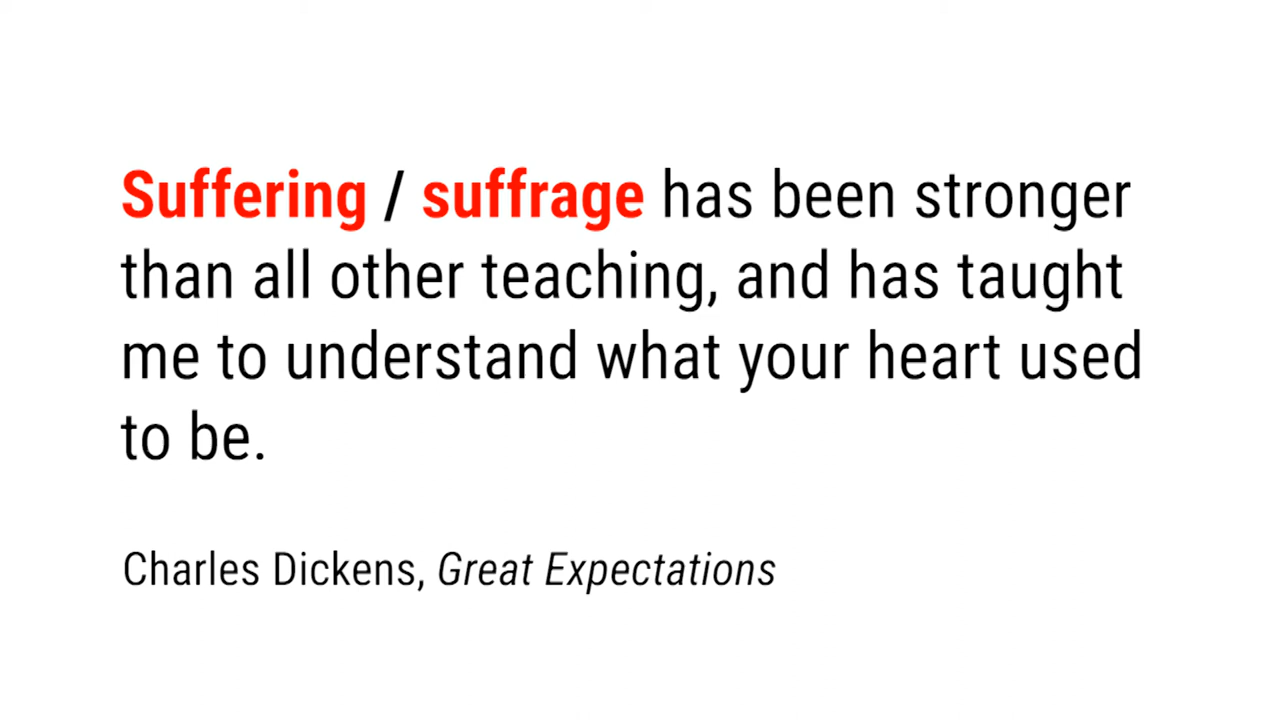 Suffering / suffrage has been stronger
than all other teaching, and has taught
me to understand what your heart used
to be.
Charles Dickens, Great Expectations